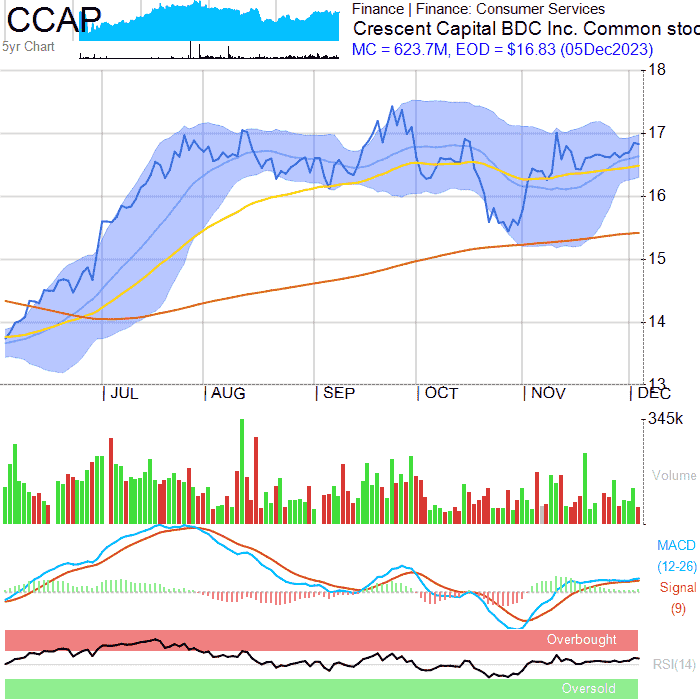 CCAP
5yr Chart
Finance | Finance: Consumer Services
Crescent Capital BDC Inc. Common stoc
MC = 623.7M, EOD = $16.83 (05Dec2023)
18
17
16
15
14
13
JUL AUG SEP OCT NOV DEC
345k
Volume
MACD
(12-26)
Signal
(9)
Overbought
RSI(14)
Oversold